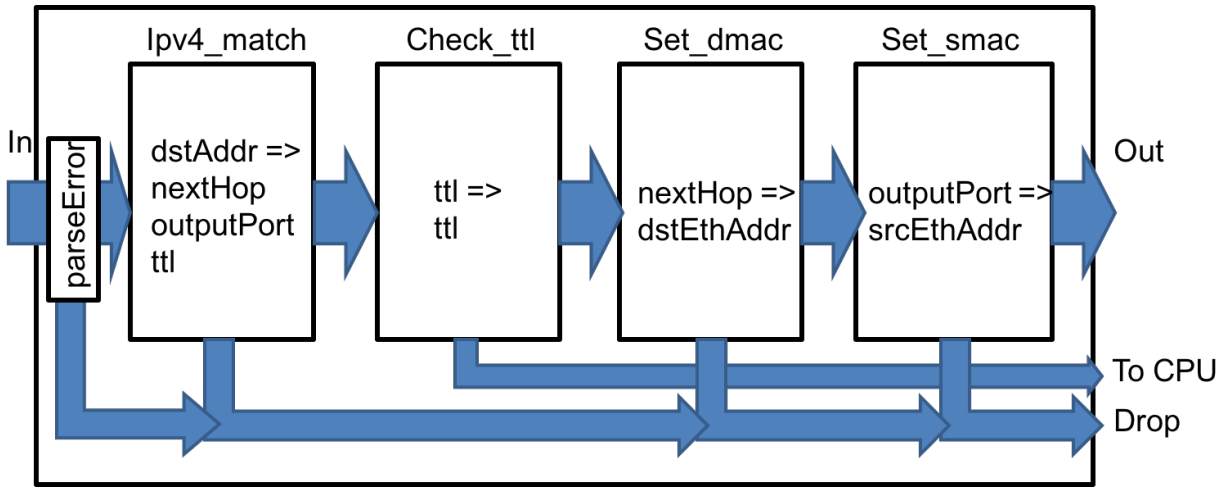 Ipv4_match
Check_ttl
Set_dmac
Set_smac
In
parseError
dstAddr =>
nextHop
outputPort
ttl
ttl =>
ttl
nextHop =>
dstEthAddr
outputPort =>
srcEthAddr
Out
To CPU
Drop